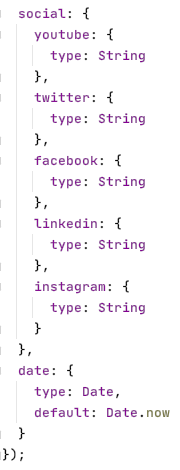 social: {
youtube: {
type: String
},
twitter: {
type: String
},
facebook: {
type: String
},
linkedin: {
type: String
},
instagram: {
type: String
}
},
date: {
type: Date,
default: Date.now
}
});